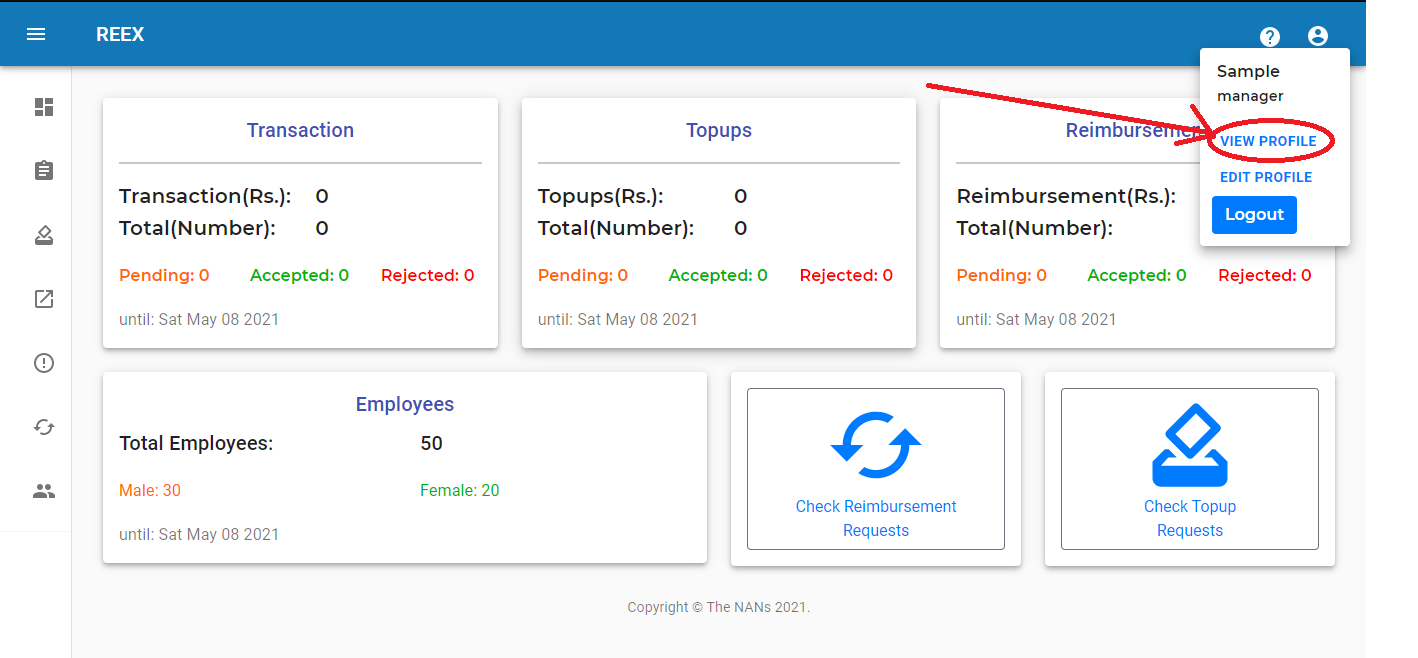 REEX
Sample
manager
VIEW PROFILE
EDIT PROFILE
Logout
Transaction
Transaction(Rs.): 0
Total(Number): 0
Pending: 0 Accepted: 0 Rejected: 0
until: Sat May 08 2021
Topups
Topups(Rs.): 0
Total(Number): 0
Pending: 0 Accepted: 0 Rejected: 0
until: Sat May 08 2021
Reimbursemen
Reimbursement(Rs.):
Total(Number):
Pending: 0 Accepted: 0 Rejected: 0
until: Sat May 08 2021
Employees
Total Employees: 50
Male: 30 Female: 20
until: Sat May 08 2021
Check Reimbursement
Requests
Check Topup
Requests
Copyright © The NANs 2021.